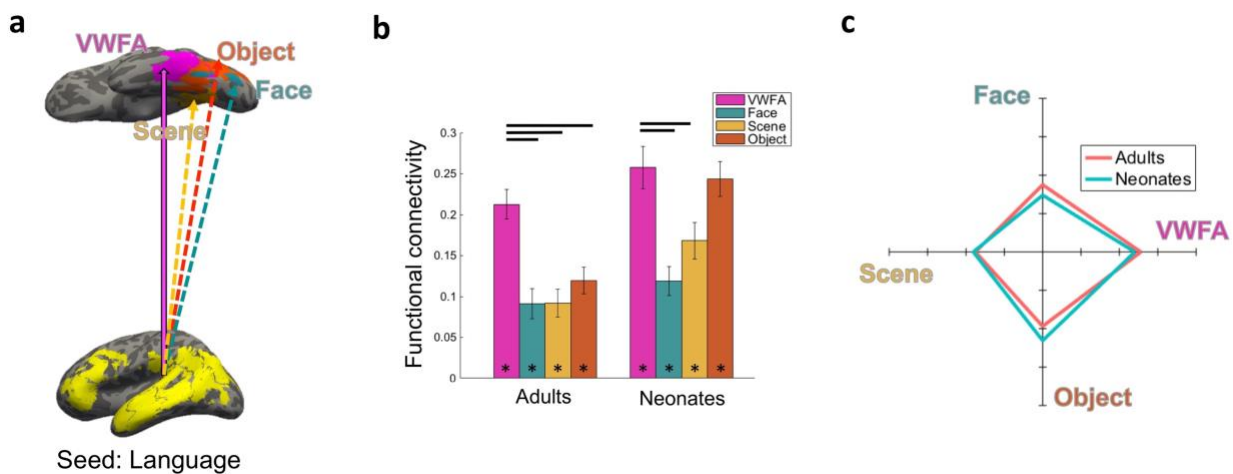 a
VWFA
Object
Face
Scene
Seed: Language
b
VWFA
Face
Scene
Object
Functional connectivity
0.3
0.25
0.2
0.15
0.1
0.05
0
* * * * * * * *
Adults Neonates
c
Face
Adults
Neonates
VWFA
Scene
Object